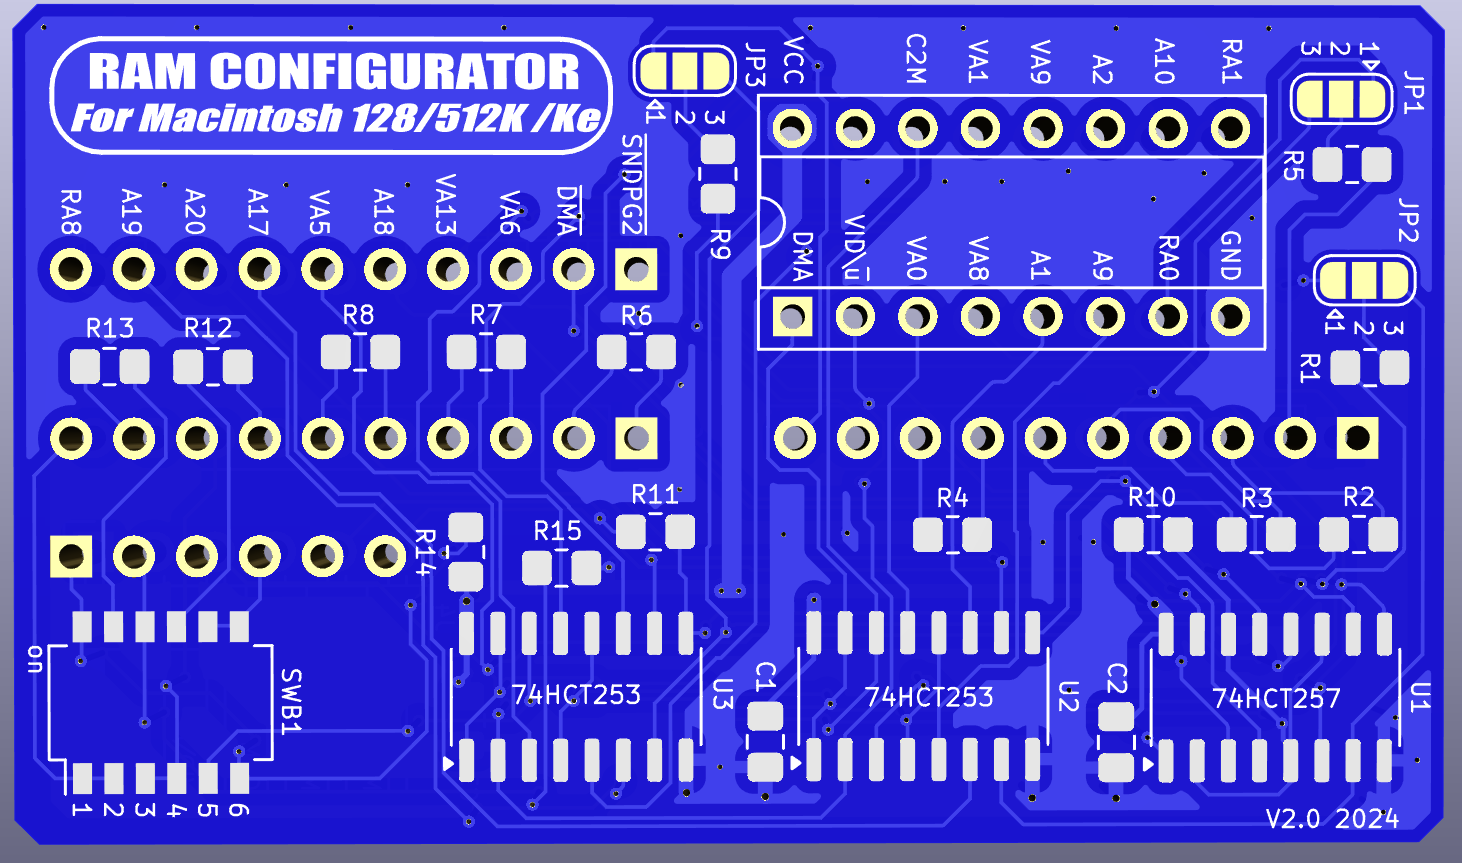 RAM CONFIGURATOR
For Macintosh 128/512K /Ke
JP3
1 2 3
VCC C2M VA1 VA9 A2 A10 RA1
3 2 1
JP1
R5
RA8 A19 A20 A17 VA5 A18 VA13 VA6 DMA SNDPG2
R9
JP2
DMA VID\u VA0 VA8 A1 A9 RA0 GND
1 2 3
R13 R12 R8 R7 R6
R1
R14 R15 R11 R4 R10 R3 R2
on
SWB1
74HCT253
U3
C1
74HCT253
U2
C2
74HCT257
U1
1 2 3 4 5 6
V2.0 2024